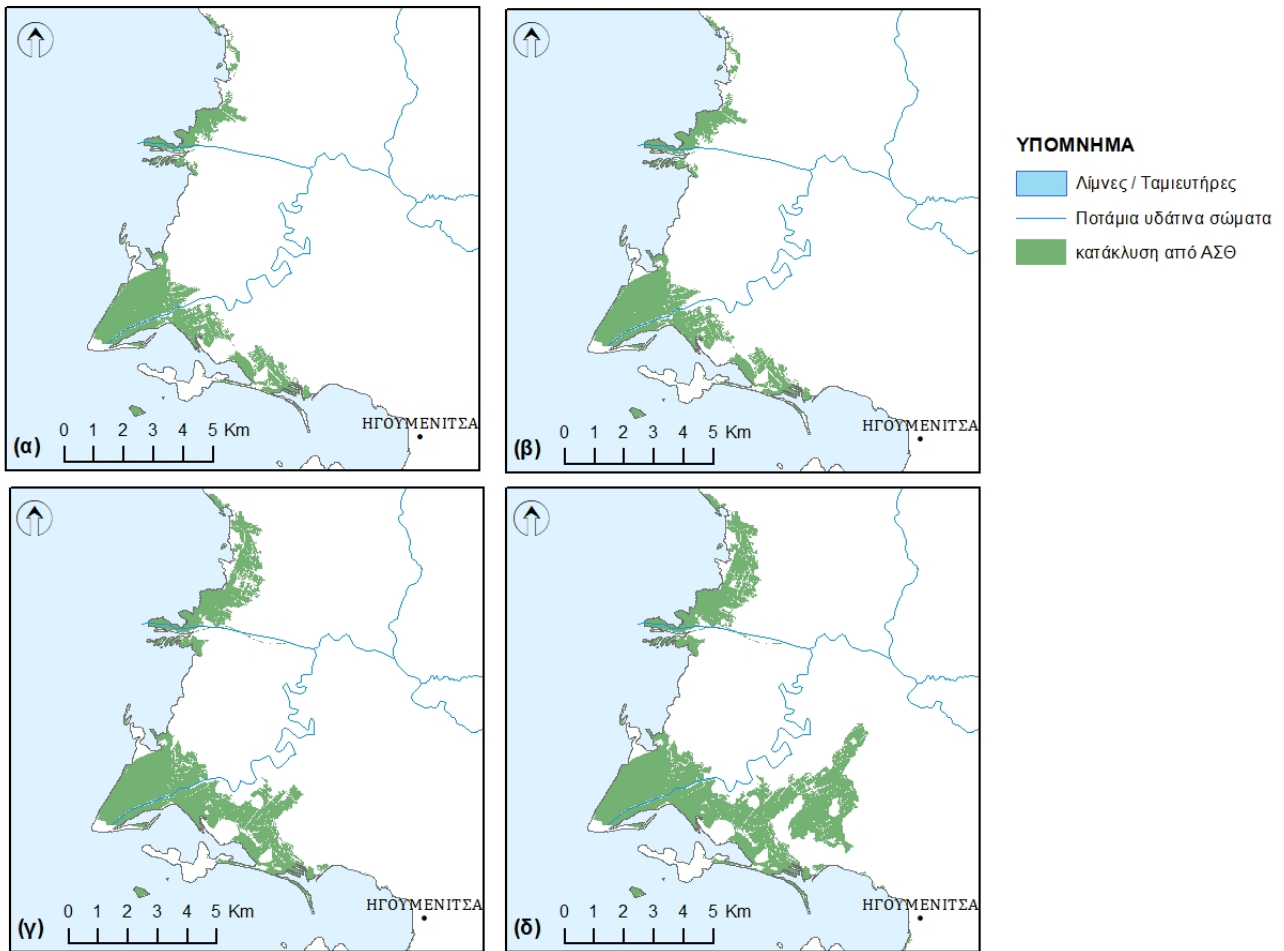 ΗΓΟΥΜΕΝΙΤΣΑ
0 1 2 3 4 5 Km
(α)
ΗΓΟΥΜΕΝΙΤΣΑ
0 1 2 3 4 5 Km
(β)
ΥΠΟΜΝΗΜΑ
Λίμνες / Ταμιευτήρες
Ποτάμια υδάτινα σώματα
κατάκλυση από ΑΣΘ
ΗΓΟΥΜΕΝΙΤΣΑ
0 1 2 3 4 5 Km
(γ)
ΗΓΟΥΜΕΝΙΤΣΑ
0 1 2 3 4 5 Km
(δ)